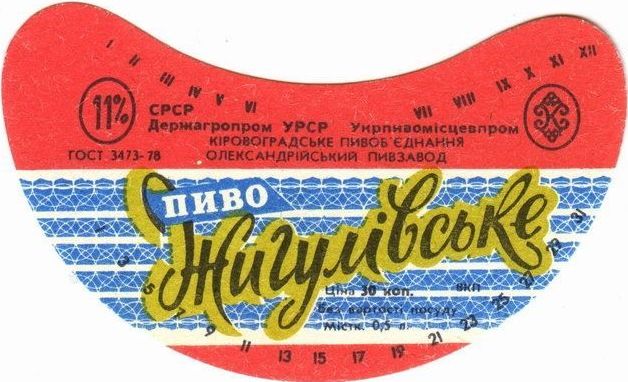 I II III IV V VI VII VIII IX X XI XII
11%
СРСР
Держагропром УРСР Укрпивомісцевпром
КІРОВОГРАДСЬКЕ ПИВОБ'ЄДНАННЯ
ГОСТ 3473-78 ОЛЕКСАНДРІЙСЬКИЙ ПИВЗАВОД
ПИВО
Жигулівське
Ціна 30 коп. ВКП
Без вартості посуду
Містк. 0,5 л.
1 3 5 7 9 11 13 15 17 19 21 23 25 27 29 31